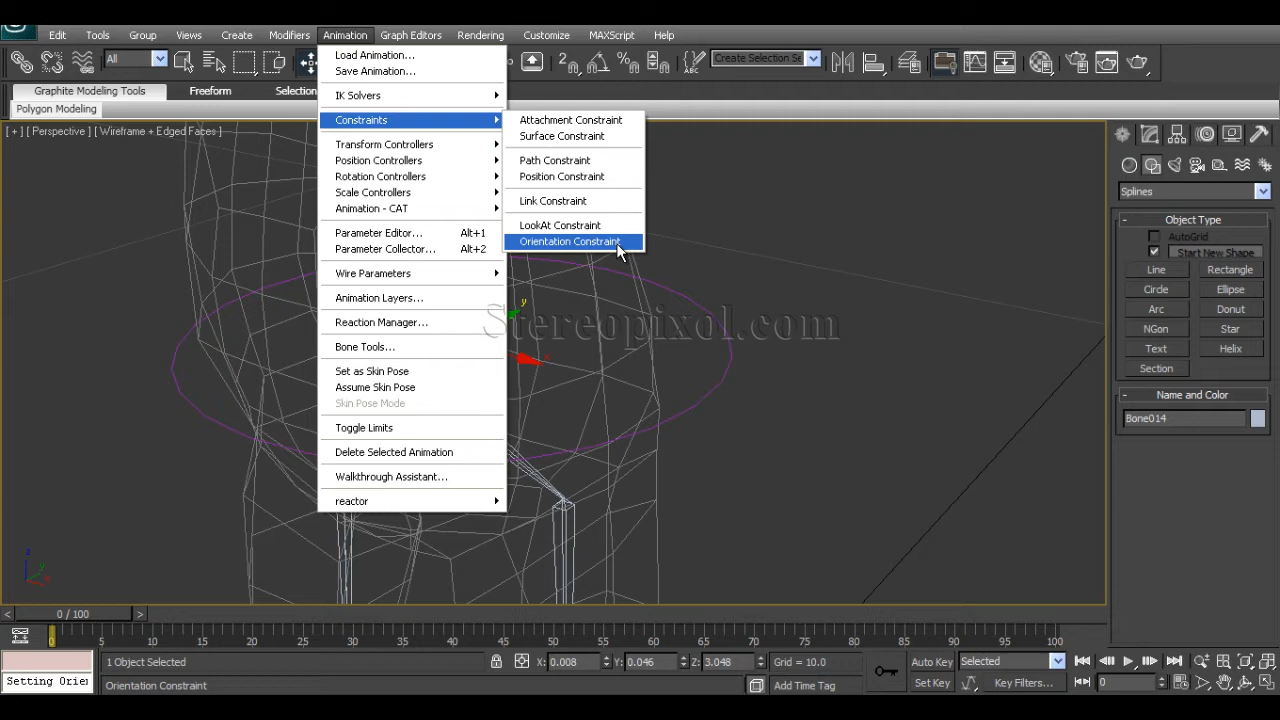 Edit Tools Group Views Create Modifiers Animation Graph Editors Rendering Customize MAXScript Help
All
Create Selection Se
Graphite Modeling Tools Freeform Selection
Polygon Modeling
[ + ] [ Perspective ] [ Wireframe + Edged Faces ]
Load Animation...
Save Animation...
IK Solvers
Constraints
Transform Controllers
Position Controllers
Rotation Controllers
Scale Controllers
Animation - CAT
Parameter Editor... Alt+1
Parameter Collector... Alt+2
Wire Parameters
Animation Layers...
Reaction Manager...
Bone Tools...
Set as Skin Pose
Assume Skin Pose
Skin Pose Mode
Toggle Limits
Delete Selected Animation
Walkthrough Assistant...
reactor
Attachment Constraint
Surface Constraint
Path Constraint
Position Constraint
Link Constraint
LookAt Constraint
Orientation Constraint
y
x
Stereopixol.com
z
y
x
Splines
- Object Type
AutoGrid
Start New Shape
Line Rectangle
Circle Ellipse
Arc Donut
NGon Star
Text Helix
Section
- Name and Color
Bone014
< 0 / 100 >
0 5 10 15 20 25 30 35 40 45 50 55 60 65 70 75 80 85 90 95 100
1 Object Selected X: 0.008 Y: 0.046 Z: 3.048 Grid = 10.0 Auto Key Selected
Setting Orie Orientation Constraint Add Time Tag Set Key Key Filters... 0